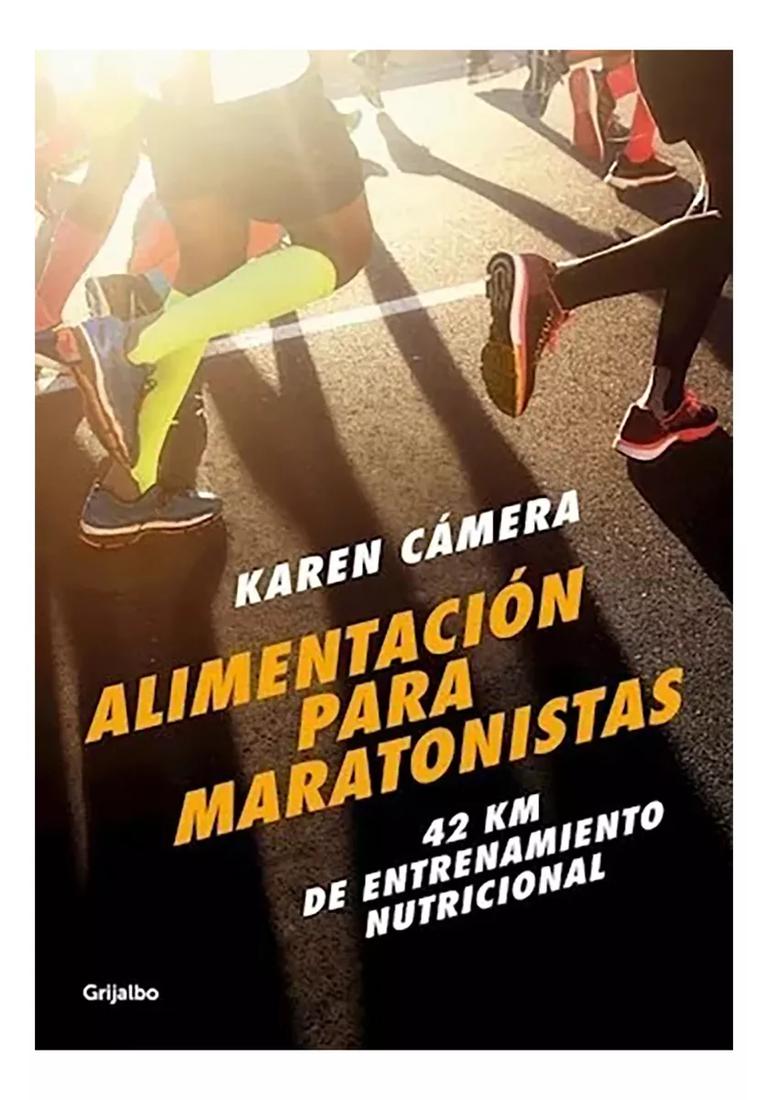 KAREN CÁMERA
ALIMENTACIÓN
PARA
MARATONISTAS
42 KM
DE ENTRENAMIENTO
NUTRICIONAL
Grijalbo